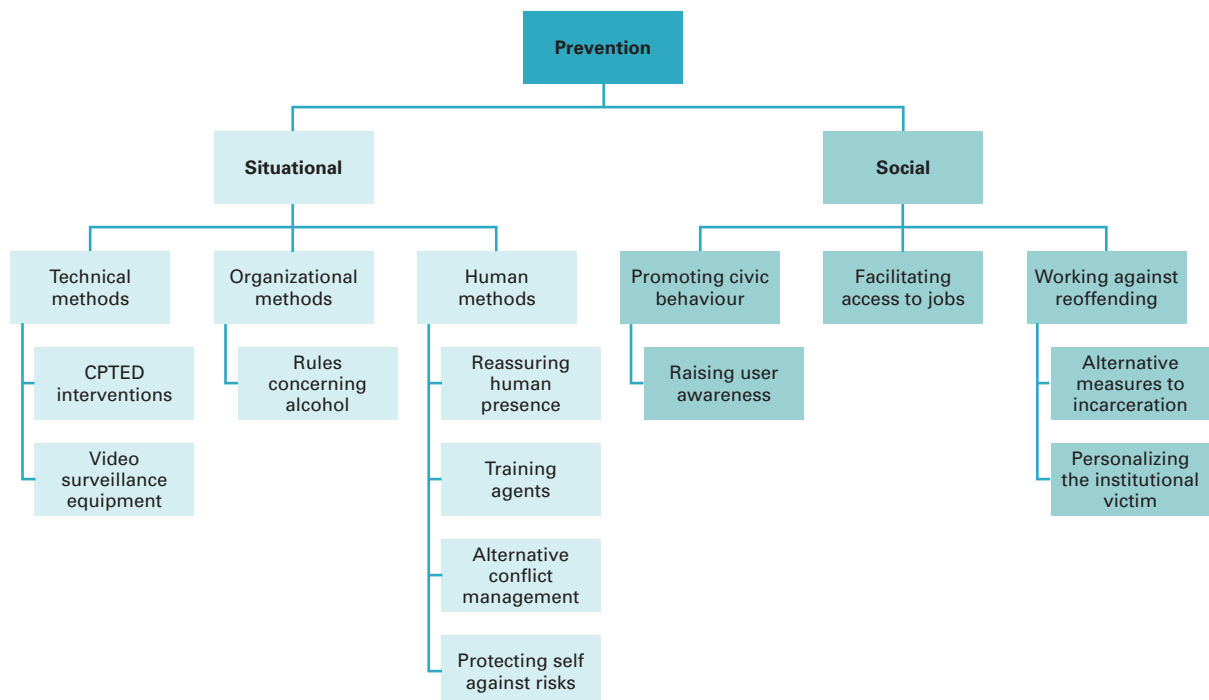 Prevention
Situational
Social
Technical
methods
Organizational
methods
Human
methods
Promoting civic
behaviour
Facilitating
access to jobs
Working against
reoffending
CPTED
interventions
Rules
concerning
alcohol
Reassuring
human
presence
Raising user
awareness
Alternative
measures to
incarceration
Video
surveillance
equipment
Training
agents
Personalizing
the institutional
victim
Alternative
conflict
management
Protecting self
against risks